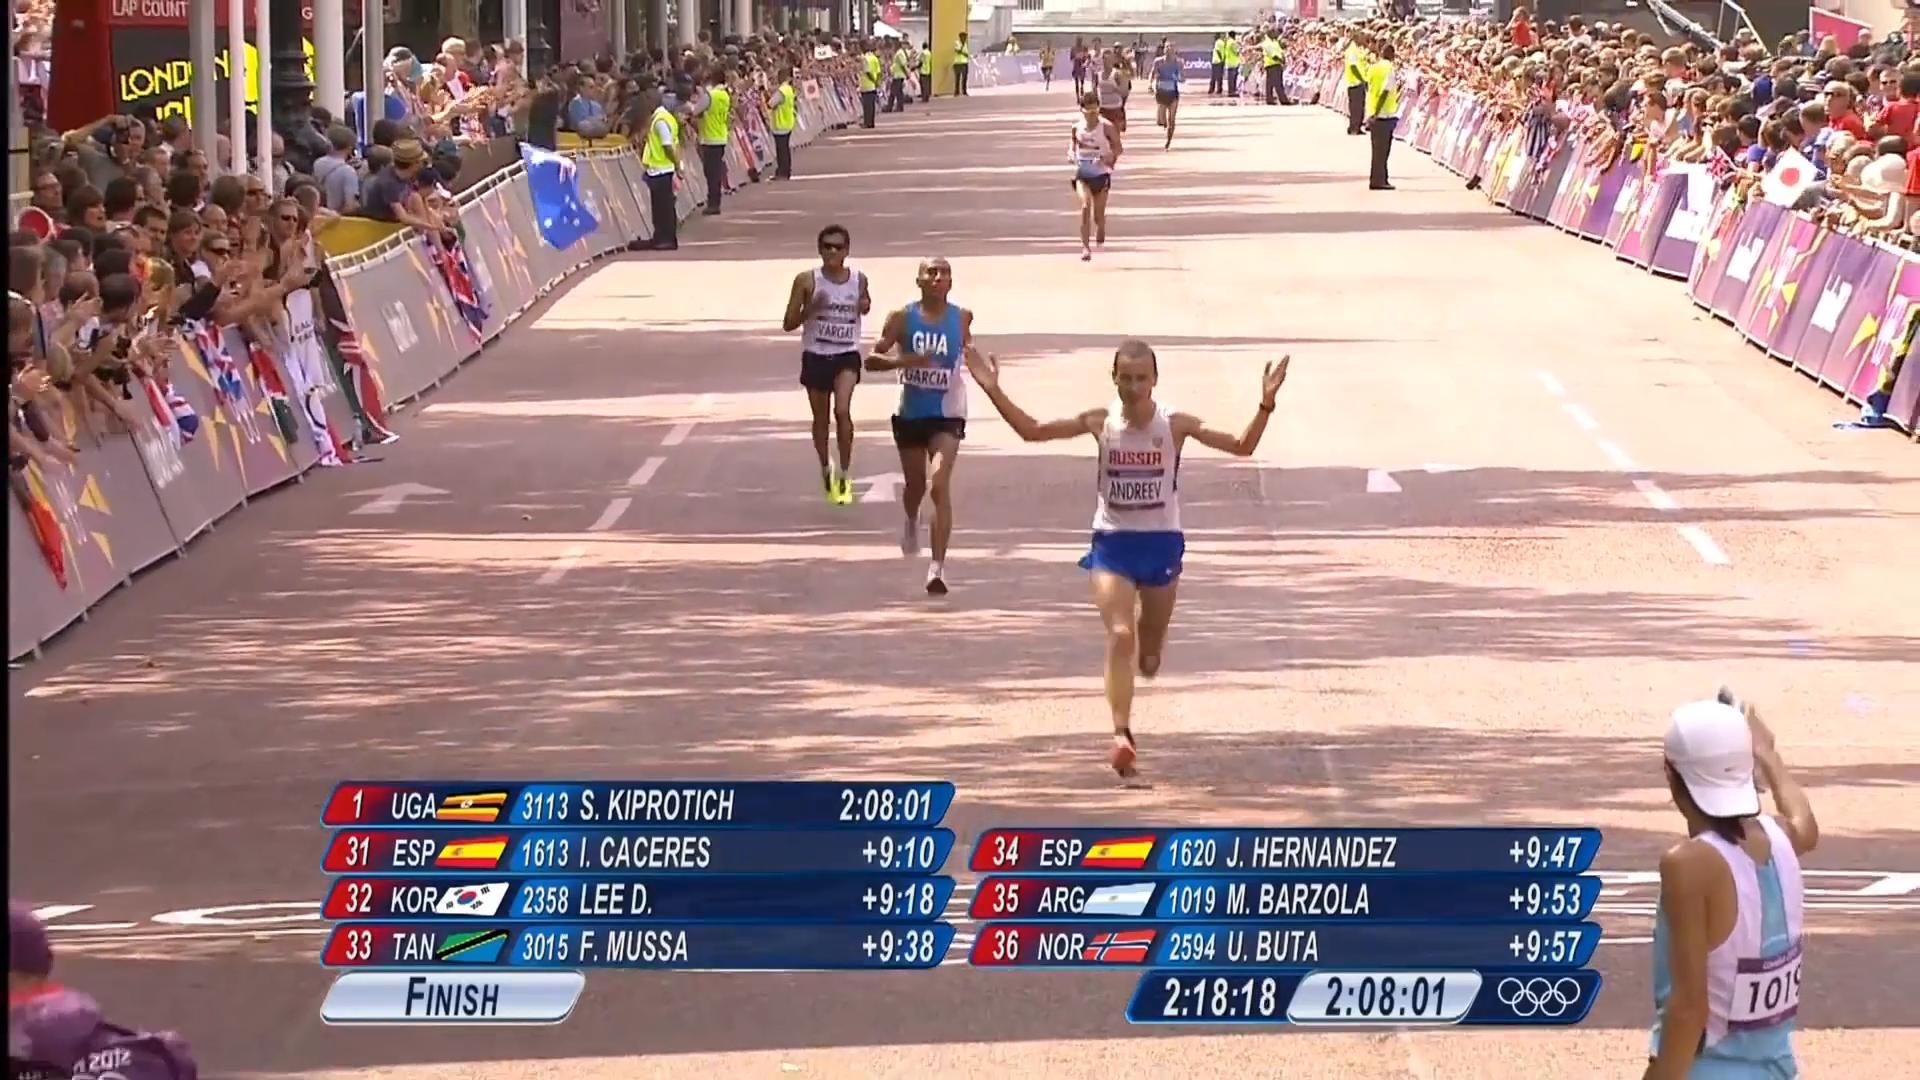 LAP COUNT
LONDON
VARGAS
GUA
GARCIA
RUSSIA
ANDREEV
1 UGA 3113 S. KIPROTICH 2:08:01
31 ESP 1613 I. CACERES +9:10
32 KOR 2358 LEE D. +9:18
33 TAN 3015 F. MUSSA +9:38
34 ESP 1620 J. HERNANDEZ +9:47
35 ARG 1019 M. BARZOLA +9:53
36 NOR 2594 U. BUTA +9:57
FINISH
2:18:18 2:08:01
1019
2012